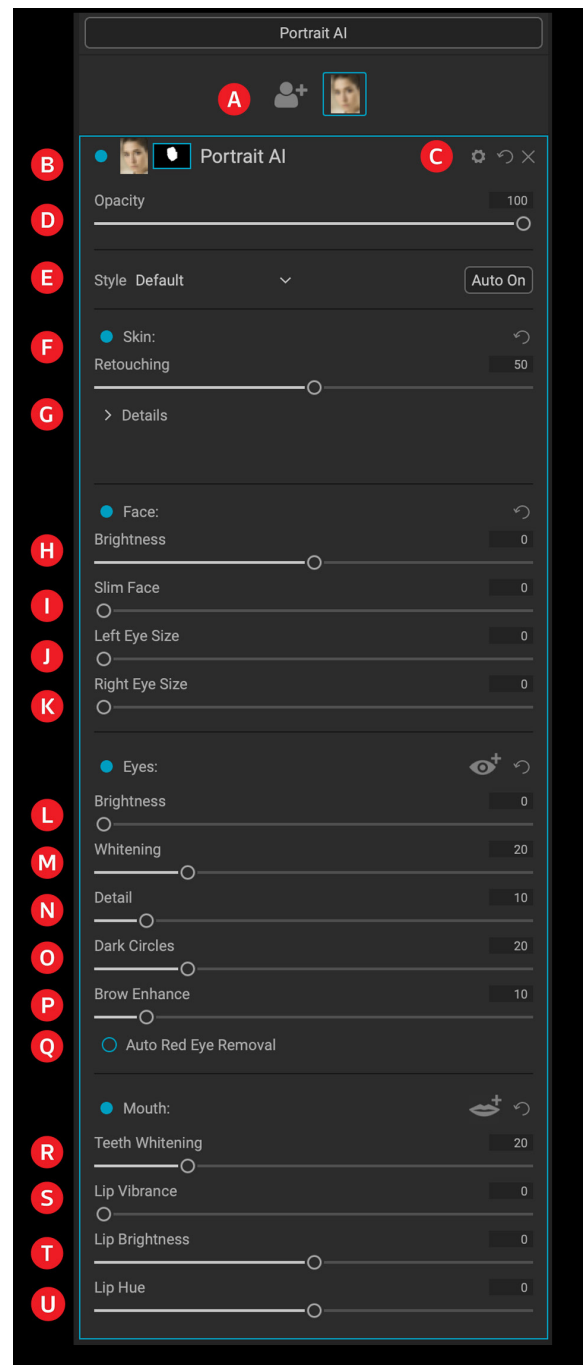 Portrait AI
A
B Portrait AI C
Opacity 100
D
E Style Default Auto On
F Skin:
Retouching 50
G Details
Face:
Brightness 0
H
Slim Face 0
I
Left Eye Size 0
J
Right Eye Size 0
K
Eyes:
Brightness 0
L
Whitening 20
M
Detail 10
N
Dark Circles 20
O
Brow Enhance 10
P
Q Auto Red Eye Removal
Mouth:
Teeth Whitening 20
R
Lip Vibrance 0
S
Lip Brightness 0
T
Lip Hue 0
U